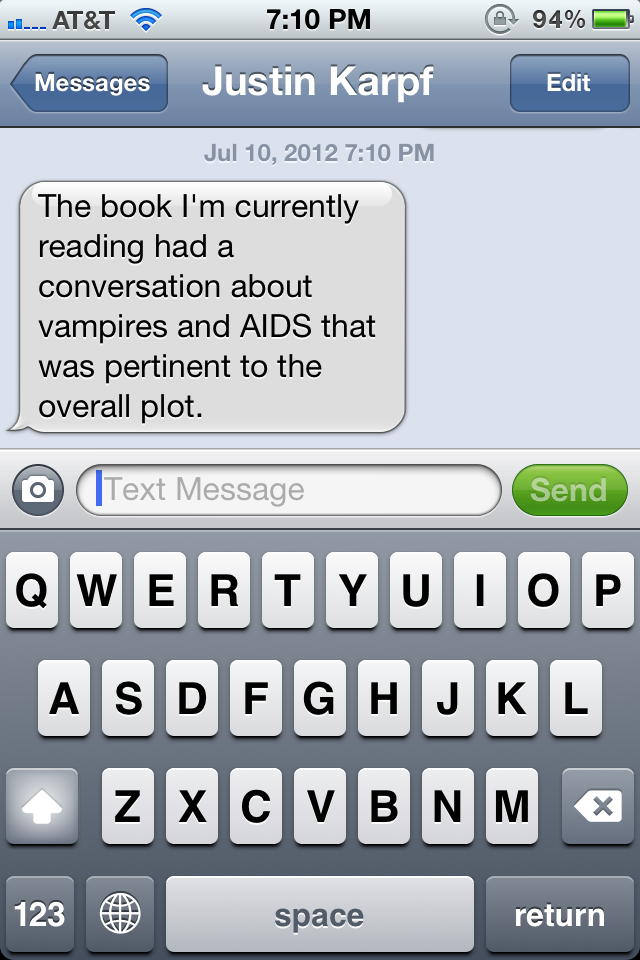 AT&T 7:10 PM 94%
Messages Justin Karpf Edit
Jul 10, 2012 7:10 PM
The book I'm currently
reading had a
conversation about
vampires and AIDS that
was pertinent to the
overall plot.
Text Message Send
Q W E R T Y U I O P
A S D F G H J K L
Z X C V B N M
123 space return